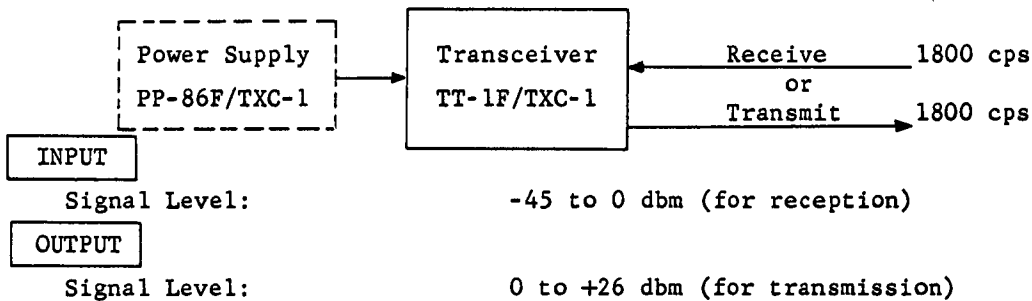 Power Supply
PP-86F/TXC-1
Transceiver
TT-1F/TXC-1
Receive
or
Transmit
1800 cps
1800 cps
INPUT
Signal Level: -45 to 0 dbm (for reception)
OUTPUT
Signal Level: 0 to +26 dbm (for transmission)